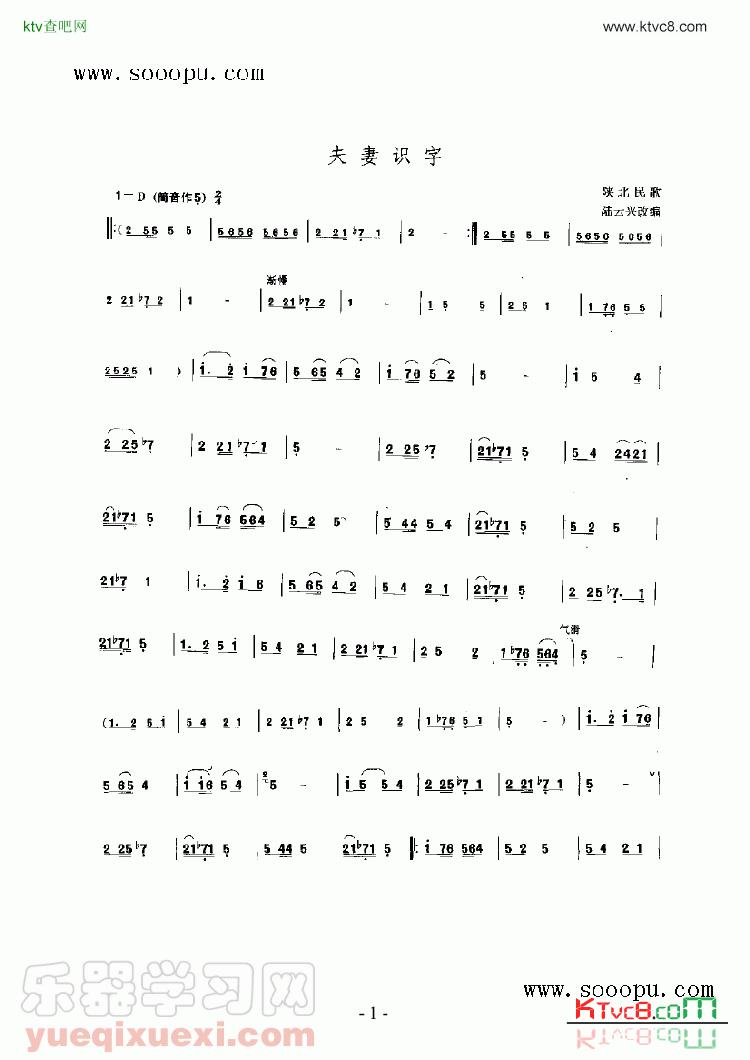 ktv查吧网
www.ktvc8.com
www.sooopu.com
夫妻识字
1=D (筒音作5) 2/4
陕北民歌
陆云兴改编
‖:(2 55 5 5 | 5656 5656 | 2 221♭7 1 | 2 - :‖ 2 55 5 5 | 5656 5656 |
渐慢
2 21♭7 2 | 1 - | 2 21♭7 2 | 1 - | 1 5 5 | 2 5 1 | 1 76 5 5 |
2525 1 ) | i. 2 i 76 | 5 65 4 2 | i 76 5 2 | 5 - | i 5 4 |
2 25♭7 | 2 21♭7 1 | 5 - | 2 25 ♭7 | 21♭71 5 | 5 4 2421 |
21♭71 5 | i 76 564 | 5 2 5 | 5 44 5 4 | 21♭71 5 | 5 2 5 |
21♭7 1 | i. 2 i 6 | 5 65 4 2 | 5 4 2 1 | 21♭71 5 | 2 25♭7. 1 |
气滑
21♭71 5 | 1. 2 5 i | 5 4 2 1 | 2 21♭7 1 | 2 5 2 | 1♭76 564 | 5 - |
(1. 2 5 i | 5 4 2 1 | 2 21♭7 1 | 2 5 2 | 1♭76 5 1 | 5 - ) | i. 2 i 76 |
5 65 4 | i i6 5 4 | 5 - | i 5 5 4 | 2 25♭7 1 | 2 21♭7 1 | 5 - |
2 25♭7 | 21♭71 5 | 5 44 5 | 21♭71 5 ‖: i 76 564 | 5 2 5 | 5 4 2 1 |
乐器学习网
yueqixuexi.com
- 1 -
www.sooopu.com
KTVC8.COM